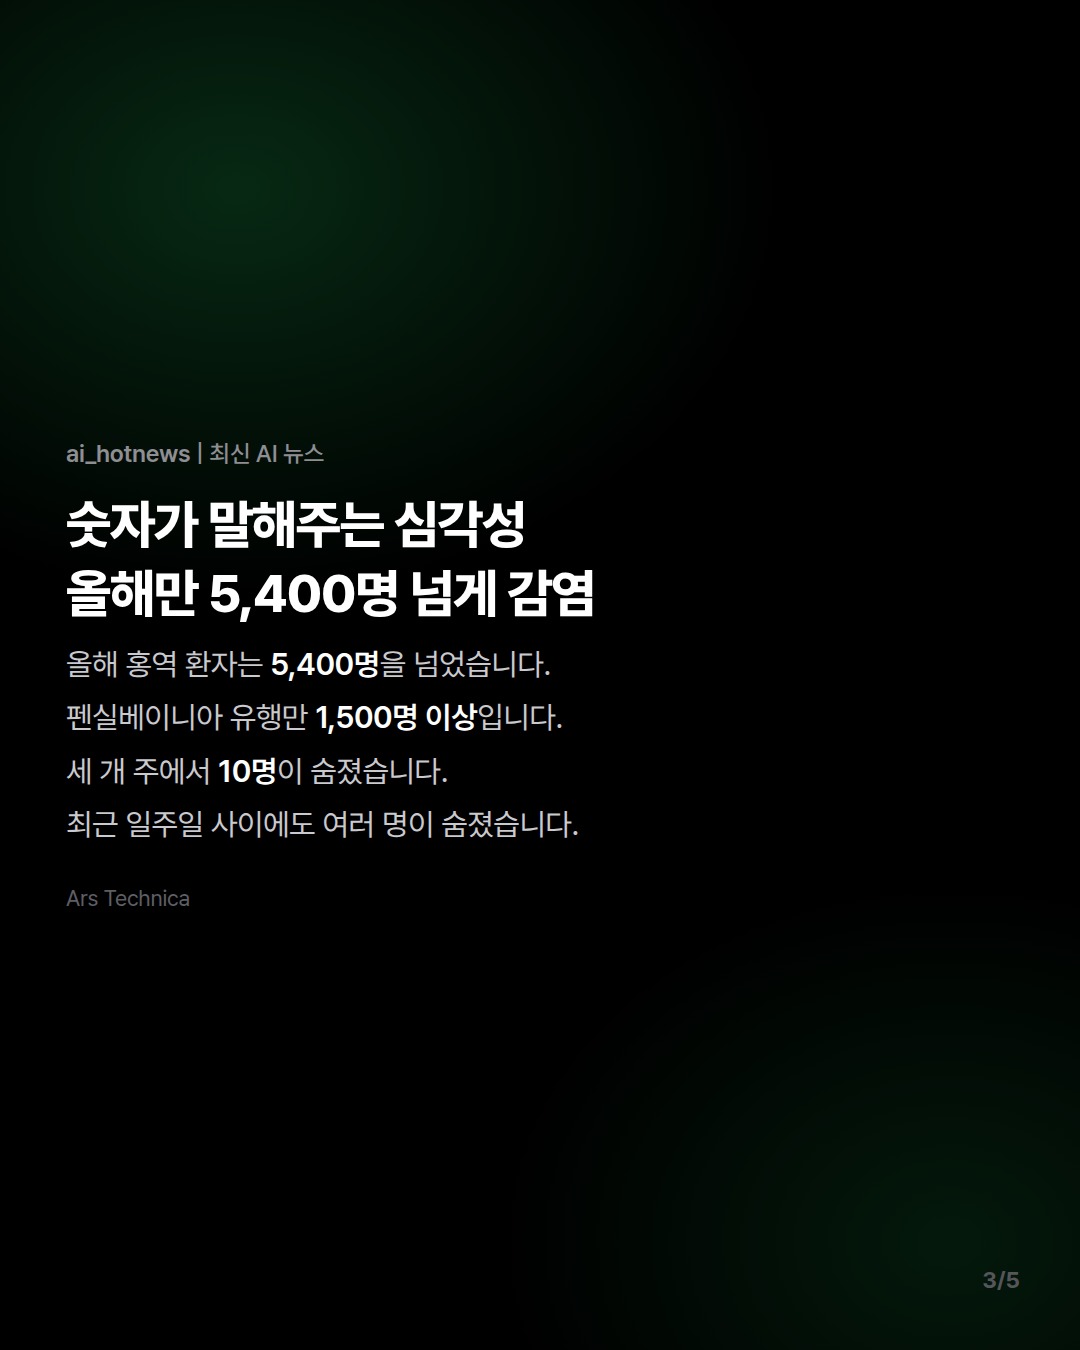 ai_hotnews | 최신 AI 뉴스
숫자가 말해주는 심각성
올해만 5,400명 넘게 감염
올해 홍역 환자는 5,400명을 넘었습니다.
펜실베이니아 유행만 1,500명 이상입니다.
세 개 주에서 10명이 숨졌습니다.
최근 일주일 사이에도 여러 명이 숨졌습니다.
Ars Technica
3/5